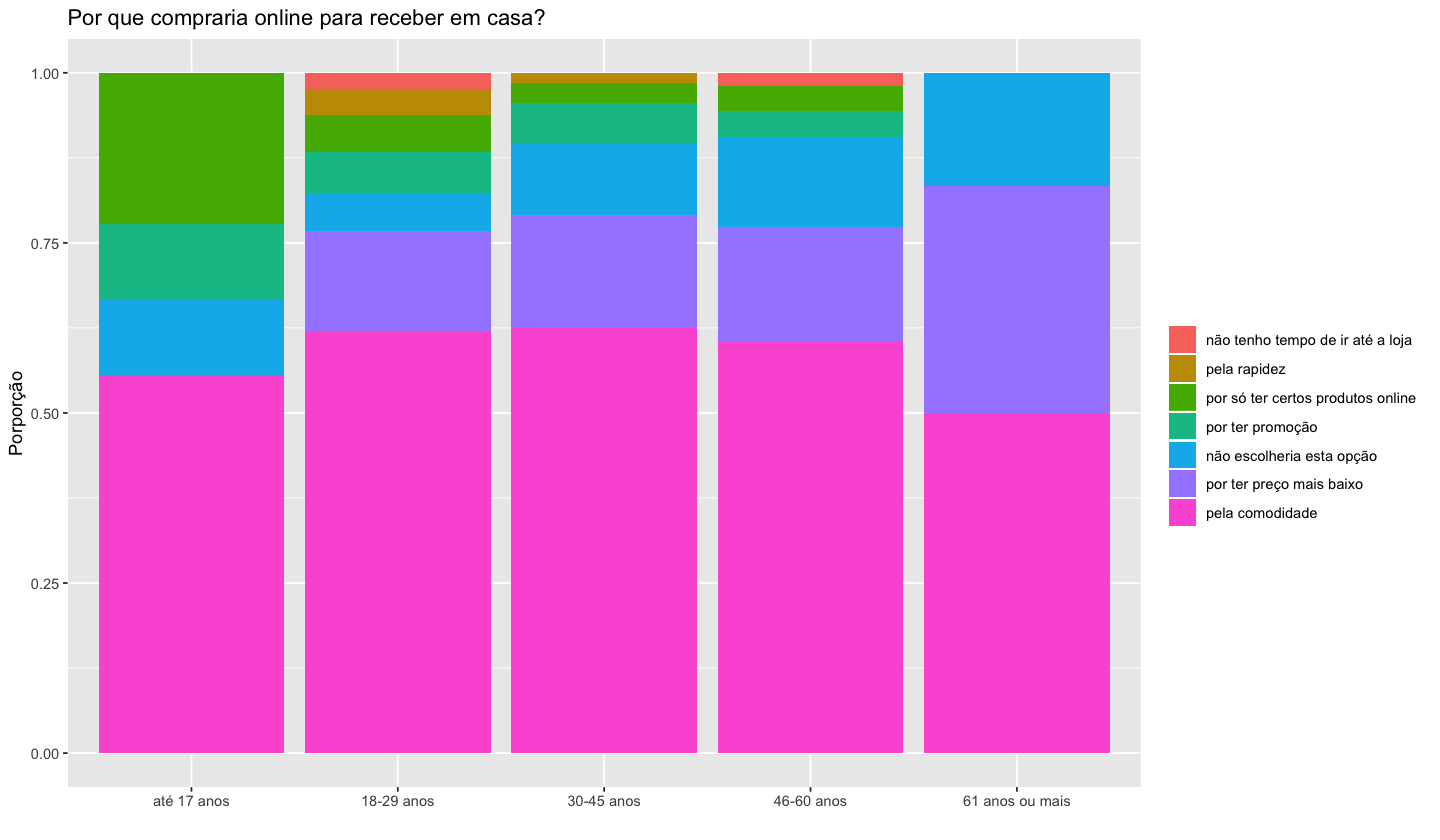 Por que compraria online para receber em casa?
Porporção
1.00
0.75
0.50
0.25
0.00
até 17 anos
18-29 anos
30-45 anos
46-60 anos
61 anos ou mais
não tenho tempo de ir até a loja
pela rapidez
por só ter certos produtos online
por ter promoção
não escolheria esta opção
por ter preço mais baixo
pela comodidade